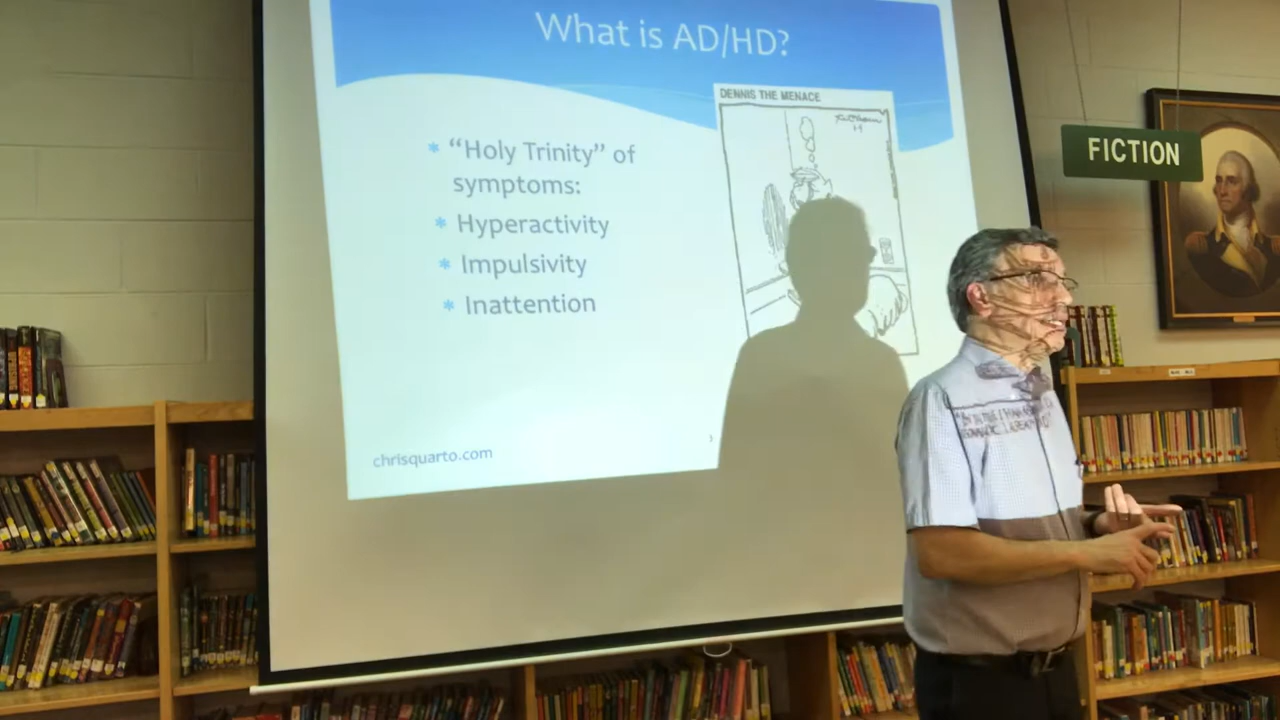 What is AD/HD?
DENNIS THE MENACE
* "Holy Trinity" of
symptoms:
* Hyperactivity
* Impulsivity
* Inattention
chrisquarto.com
FICTION